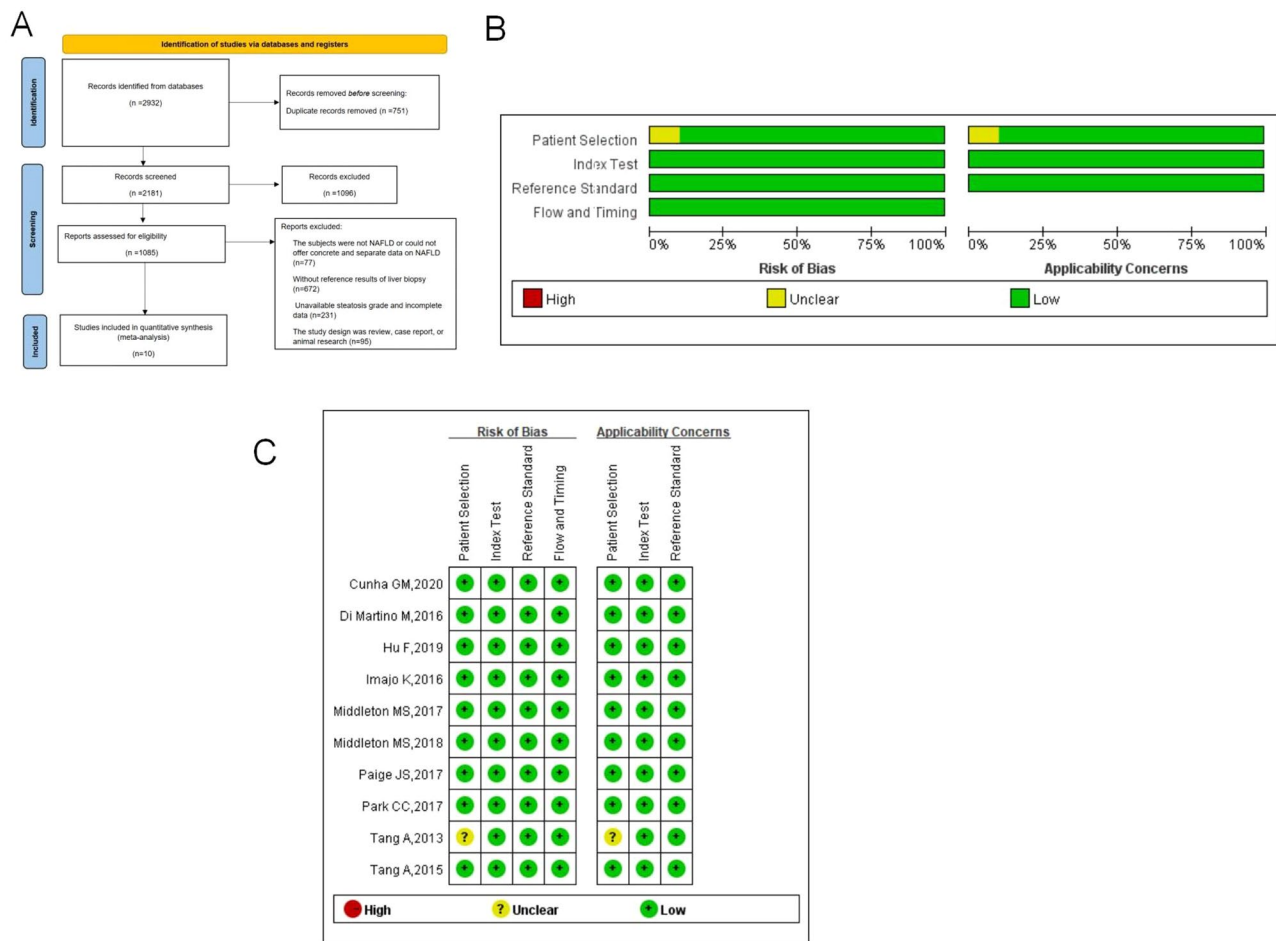 A
Identification of studies via databases and registers
Identification
Records identified from databases
(n =2932)
Records removed before screening:
Duplicate records removed (n =751)
Screening
Records screened
(n =2181)
Records excluded
(n =1096)
Reports assessed for eligibility
(n =1085)
Reports excluded:
The subjects were not NAFLD or could not
offer concrete and separate data on NAFLD
(n=77)
Without reference results of liver biopsy
(n=672)
Unavailable steatosis grade and incomplete
data (n=231)
The study design was review, case report, or
animal research (n=95)
Included
Studies included in quantitative synthesis
(meta-analysis)
(n=10)
B
Patient Selection
Index Test
Reference Standard
Flow and Timing
0% 25% 50% 75% 100%
0% 25% 50% 75% 100%
Risk of Bias
Applicability Concerns
High
Unclear
Low
C
Risk of Bias
Applicability Concerns
Patient Selection
Index Test
Reference Standard
Flow and Timing
Patient Selection
Index Test
Reference Standard
Cunha GM,2020 + + + + + + +
Di Martino M,2016 + + + + + + +
Hu F,2019 + + + + + + +
Imajo K,2016 + + + + + + +
Middleton MS,2017 + + + + + + +
Middleton MS,2018 + + + + + + +
Paige JS,2017 + + + + + + +
Park CC,2017 + + + + + + +
Tang A,2013 ? + + + ? + +
Tang A,2015 + + + + + + +
- High
? Unclear
+ Low